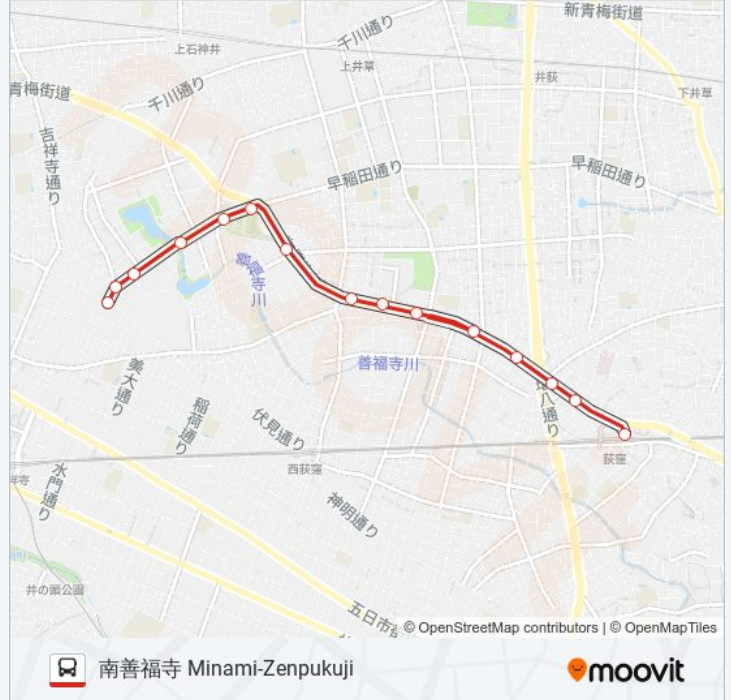 新青梅街道
千川通り
上石神井
上井草
井荻
青梅街道
下井草
千川通り
吉祥寺通り
早稲田通り
早稲田通り
善福寺川
善福寺川
美大通り
環八通り
稲荷通り
伏見通り
荻窪
西荻窪
水門通り
神明通り
井の頭公園
五日市街
© OpenStreetMap contributors | © OpenMapTiles
南善福寺 Minami-Zenpukuji
moovit